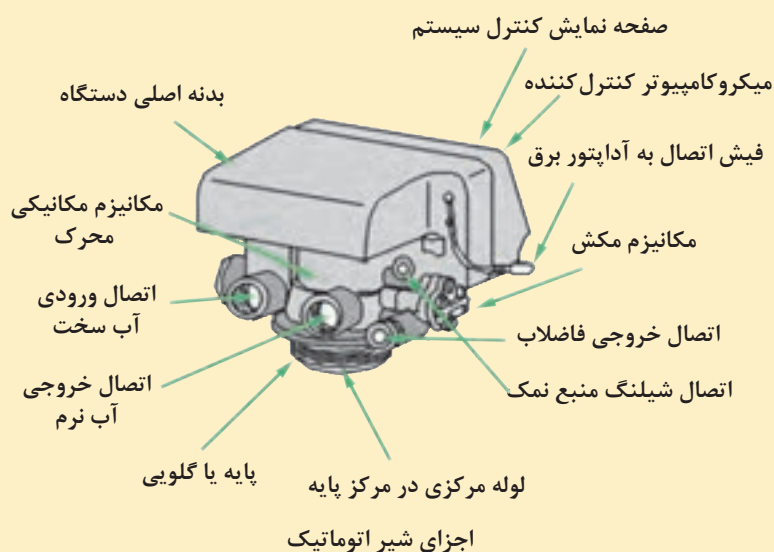 صفحه نمایش کنترل سیستم
میکروکامپیوتر کنترل‌کننده
بدنه اصلی دستگاه
فیش اتصال به آداپتور برق
مکانیزم مکانیکی
محرک
مکانیزم مکش
اتصال ورودی
آب سخت
اتصال خروجی فاضلاب
اتصال خروجی
آب نرم
اتصال شیلنگ منبع نمک
پایه یا گلویی
لوله مرکزی در مرکز پایه
اجزای شیر اتوماتیک